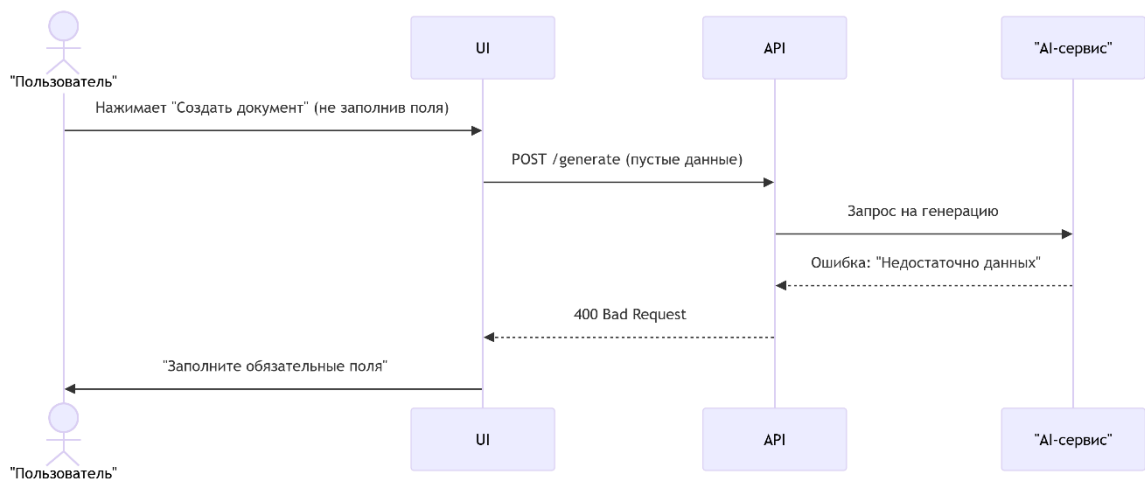 UI
API
"AI-сервис"
"Пользователь"
Нажимает "Создать документ" (не заполнив поля)
POST /generate (пустые данные)
Запрос на генерацию
Ошибка: "Недостаточно данных"
400 Bad Request
"Заполните обязательные поля"
UI
API
"AI-сервис"
"Пользователь"